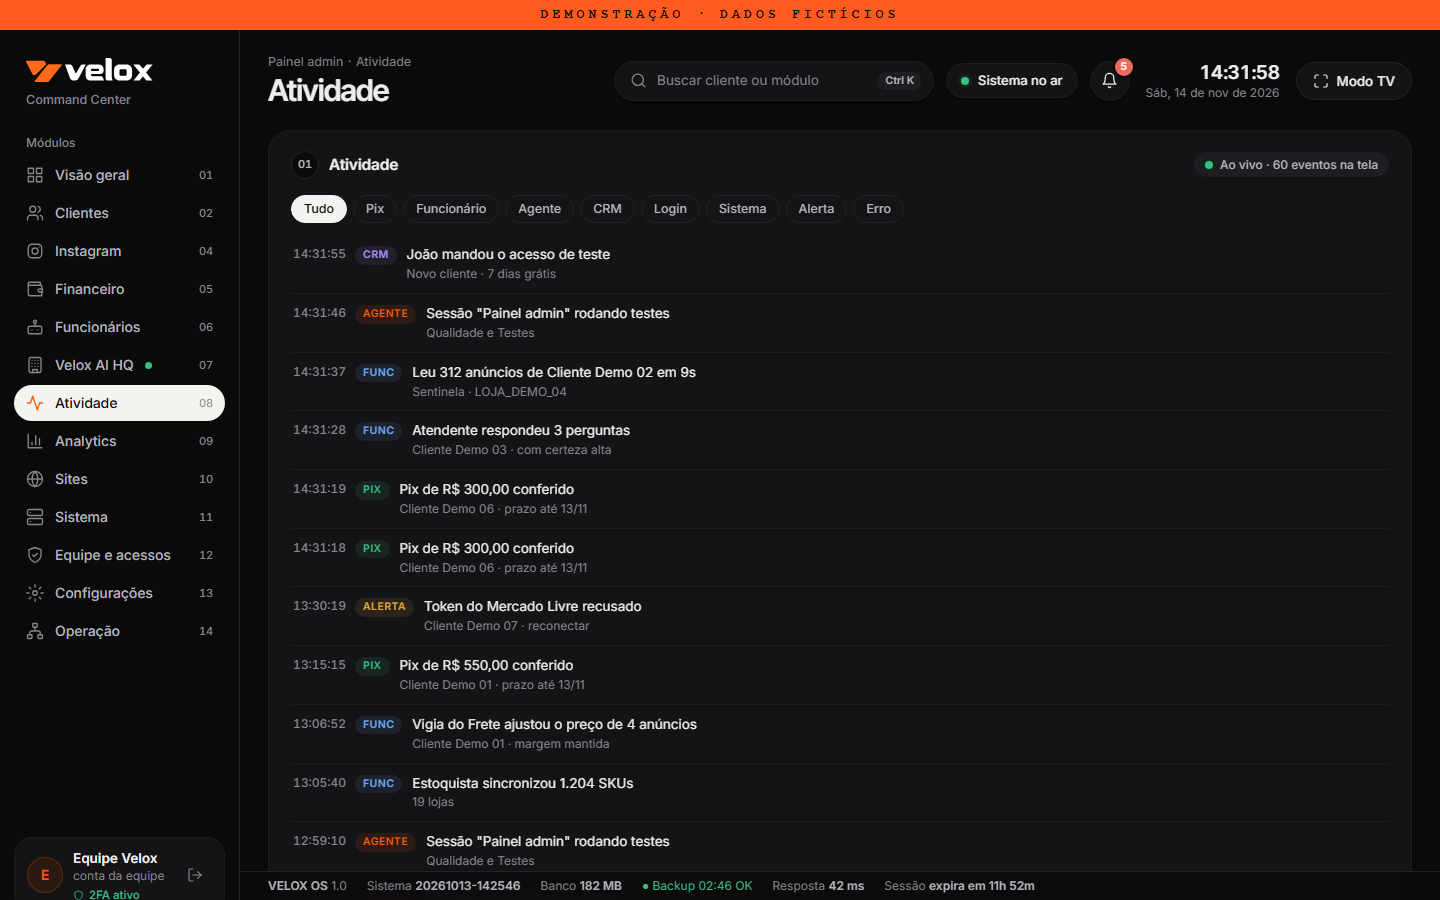 DEMONSTRAÇÃO · DADOS FICTÍCIOS
velox
Command Center
Módulos
Visão geral 01
Clientes 02
Instagram 04
Financeiro 05
Funcionários 06
Velox AI HQ 07
Atividade 08
Analytics 09
Sites 10
Sistema 11
Equipe e acessos 12
Configurações 13
Operação 14
E
Equipe Velox
conta da equipe
2FA ativo
Painel admin · Atividade
Atividade
Buscar cliente ou módulo Ctrl K
Sistema no ar
5
14:31:58
Sáb, 14 de nov de 2026
Modo TV
01 Atividade
Ao vivo · 60 eventos na tela
Tudo Pix Funcionário Agente CRM Login Sistema Alerta Erro
14:31:55 CRM João mandou o acesso de teste
Novo cliente · 7 dias grátis
14:31:46 AGENTE Sessão "Painel admin" rodando testes
Qualidade e Testes
14:31:37 FUNC Leu 312 anúncios de Cliente Demo 02 em 9s
Sentinela · LOJA_DEMO_04
14:31:28 FUNC Atendente respondeu 3 perguntas
Cliente Demo 03 · com certeza alta
14:31:19 PIX Pix de R$ 300,00 conferido
Cliente Demo 06 · prazo até 13/11
14:31:18 PIX Pix de R$ 300,00 conferido
Cliente Demo 06 · prazo até 13/11
13:30:19 ALERTA Token do Mercado Livre recusado
Cliente Demo 07 · reconectar
13:15:15 PIX Pix de R$ 550,00 conferido
Cliente Demo 01 · prazo até 13/11
13:06:52 FUNC Vigia do Frete ajustou o preço de 4 anúncios
Cliente Demo 01 · margem mantida
13:05:40 FUNC Estoquista sincronizou 1.204 SKUs
19 lojas
12:59:10 AGENTE Sessão "Painel admin" rodando testes
Qualidade e Testes
VELOX OS 1.0 Sistema 20261013-142546 Banco 182 MB ● Backup 02:46 OK Resposta 42 ms Sessão expira em 11h 52m